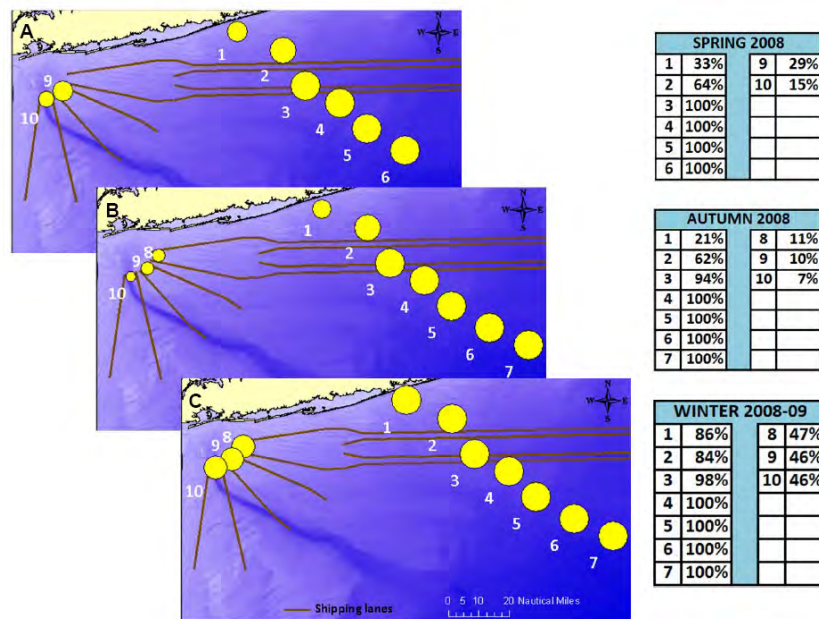 A
N
W E
S
1
2
3
4
5
6
9
10
B
N
W E
S
1
2
3
4
5
6
7
8
9
10
C
N
W E
S
1
2
3
4
5
6
7
8
9
10
Shipping lanes
0 5 10 20 Nautical Miles
SPRING 2008
1 33% 9 29%
2 64% 10 15%
3 100%
4 100%
5 100%
6 100%
AUTUMN 2008
1 21% 8 11%
2 62% 9 10%
3 94% 10 7%
4 100%
5 100%
6 100%
7 100%
WINTER 2008-09
1 86% 8 47%
2 84% 9 46%
3 98% 10 46%
4 100%
5 100%
6 100%
7 100%